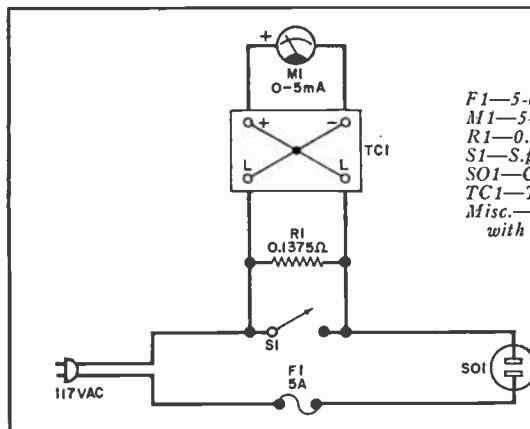 +
M1
0-5mA
+ -
TC1
L L
R1
0.1375Ω
S1
F1
5A
117VAC
SO1
F1—5-
M1—5-
R1—0.
S1—S.
SO1—
TC1—
Misc.—
with